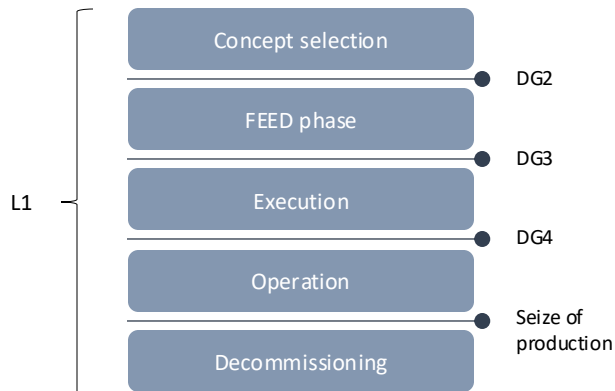 Concept selection
DG2
FEED phase
DG3
L1
Execution
DG4
Operation
Seize of
production
Decommissioning